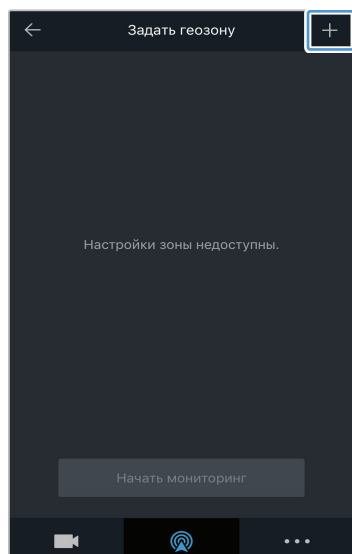 Задать геозону
Настройки зоны недоступны.
Начать мониторинг